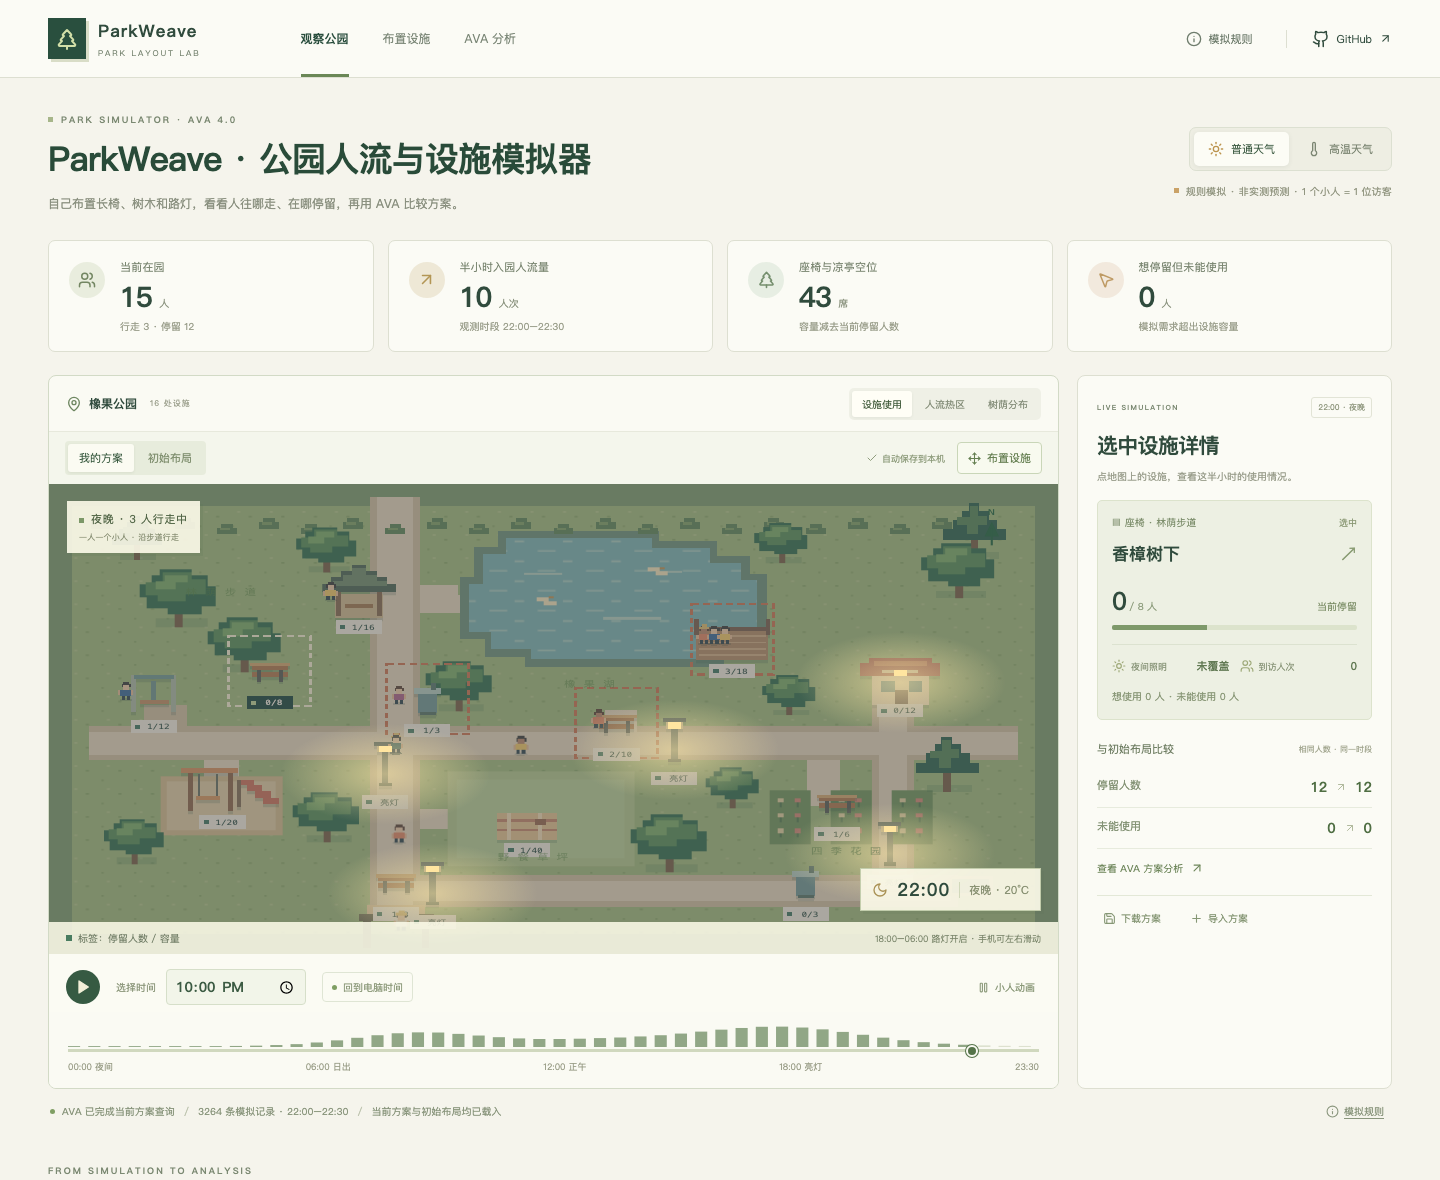 ParkWeave
PARK LAYOUT LAB
观察公园
布置设施
AVA 分析
模拟规则
GitHub
PARK SIMULATOR · AVA 4.0
ParkWeave · 公园人流与设施模拟器
自己布置长椅、树木和路灯，看看人往哪走、在哪停留，再用 AVA 比较方案。
普通天气
高温天气
规则模拟 · 非实测预测 · 1 个小人 = 1 位访客
当前在园
15 人
行走 3 · 停留 12
半小时入园人流量
10 人次
观测时段 22:00—22:30
座椅与凉亭空位
43 席
容量减去当前停留人数
想停留但未能使用
0 人
模拟需求超出设施容量
橡果公园
16 处设施
设施使用
人流热区
树荫分布
我的方案
初始布局
自动保存到本机
布置设施
夜晚 · 3 人行走中
一人一个小人 · 沿步道行走
N
步道
1/16
3/18
0/8
1/12
1/3
橡果湖
2/10
0/12
亮灯
亮灯
1/20
1/40
野餐草坪
1/6
四季花园
亮灯
0/3
22:00
夜晚 · 20°C
标签：停留人数 / 容量
18:00—06:00 路灯开启 · 手机可左右滑动
选择时间
10:00 PM
回到电脑时间
小人动画
00:00 夜间
06:00 日出
12:00 正午
18:00 亮灯
23:30
LIVE SIMULATION
22:00 · 夜晚
选中设施详情
点地图上的设施，查看这半小时的使用情况。
座椅 · 林荫步道
选中
香樟树下
0 / 8 人
当前停留
夜间照明
未覆盖
到访人次
0
想使用 0 人 · 未能使用 0 人
与初始布局比较
相同人数 · 同一时段
停留人数
12
12
未能使用
0
0
查看 AVA 方案分析
下载方案
导入方案
AVA 已完成当前方案查询 / 3264 条模拟记录 · 22:00—22:30 / 当前方案与初始布局均已载入
模拟规则
FROM SIMULATION TO ANALYSIS